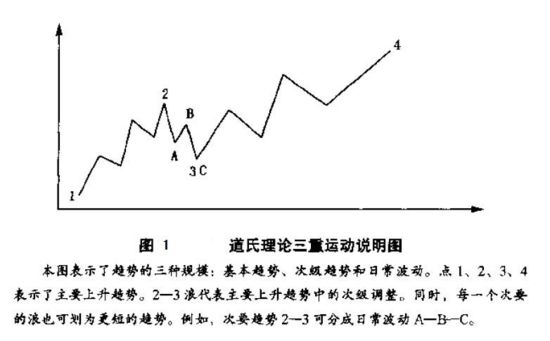 4
2
B
A
3 C
1
图 1 道氏理论三重运动说明图
本图表示了趋势的三种规模：基本趋势、次级趋势和日常波动。点1、2、3、4
表示了主要上升趋势。2—3浪代表主要上升趋势中的次级调整。同时，每一个次要
的浪也可划为更短的趋势。例如，次要趋势2—3可分成日常波动A—B—C。